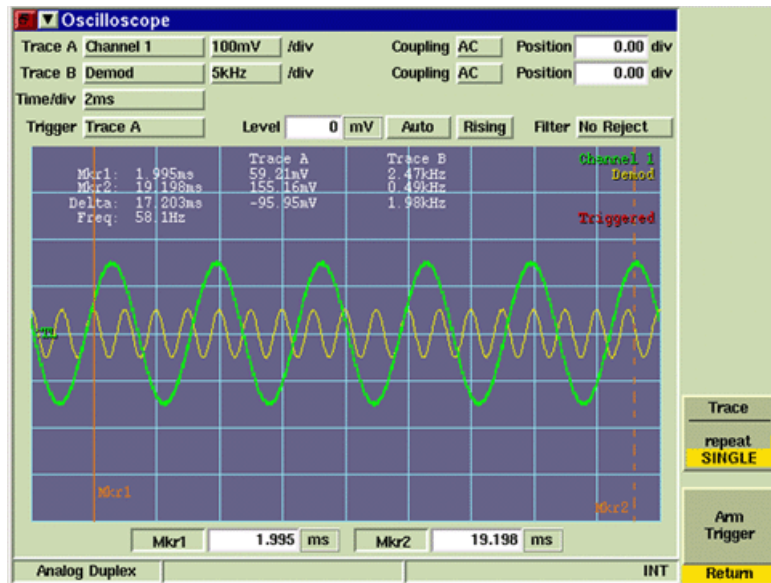 Oscilloscope
Trace A Channel 1 100mV /div Coupling AC Position 0.00 div
Trace B Demod 5kHz /div Coupling AC Position 0.00 div
Time/div 2ms
Trigger Trace A Level 0 mV Auto Rising Filter No Reject
Trace A Trace B Channel 1
Mkr1: 1.995ms 59.21mV 2.47kHz Demod
Mkr2: 19.198ms 155.16mV 0.49kHz
Delta: 17.203ms -95.95mV 1.98kHz
Freq: 58.1Hz Triggered
Mkr1
Mkr2
Mkr1 1.995 ms Mkr2 19.198 ms
Analog Duplex INT
Trace
repeat
SINGLE
Arm
Trigger
Return